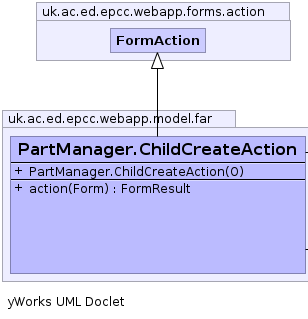 uk.ac.ed.epcc.webapp.forms.action
FormAction
uk.ac.ed.epcc.webapp.model.far
PartManager.ChildCreateAction
+ PartManager.ChildCreateAction(O)
+ action(Form) : FormResult
yWorks UML Doclet